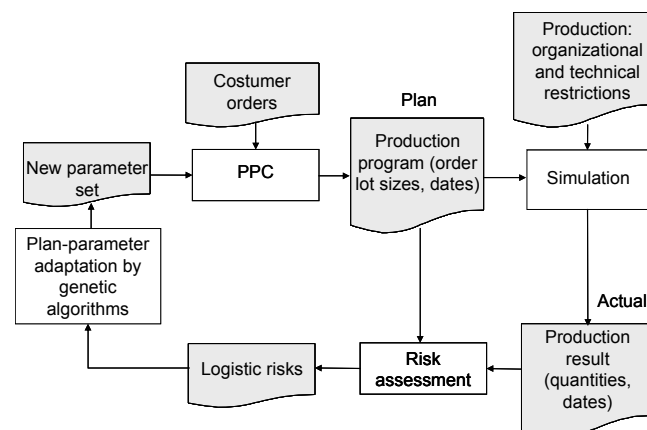 Production:
organizational
and technical
restrictions
Costumer
orders
Plan
Production
program (order
lot sizes, dates)
New parameter
set
PPC
Simulation
Plan-parameter
adaptation by
genetic
algorithms
Actual
Logistic risks
Risk
assessment
Production
result
(quantities,
dates)